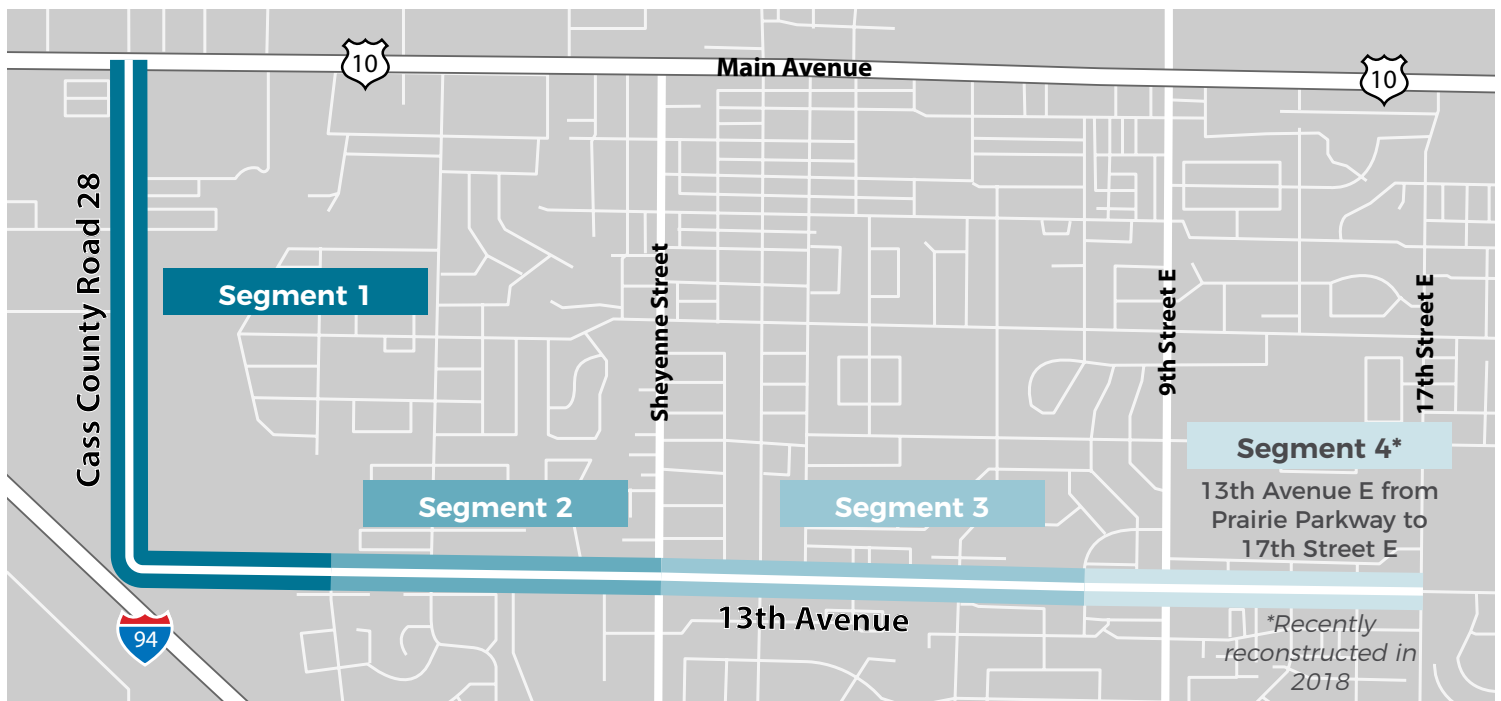 10
Main Avenue
10
Cass County Road 28
Segment 1
Sheyenne Street
9th Street E
17th Street E
Segment 4*
13th Avenue E from
Prairie Parkway to
17th Street E
Segment 2
Segment 3
13th Avenue
94
*Recently
reconstructed in
2018